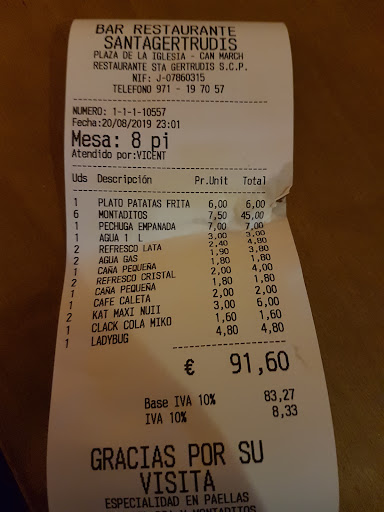 BAR RESTAURANTE
SANTAGERTRUDIS
PLAZA DE LA IGLESIA - CAN MARCH
RESTAURANTE STA GERTRUDIS S.C.P.
NIF: J-07860315
TELEFONO 971 - 19 70 57
NUMERO: 1-1-1-10557
Fecha:20/08/2019 23:01
Mesa: 8 pi
Atendido por:VICENT
Uds Descripción Pr.Unit Total
1 PLATO PATATAS FRITA 6,00 6,00
6 MONTADITOS 7,50 45,00
1 PECHUGA EMPANADA 7,00 7,00
1 AGUA 1 L 3,00 3,00
2 REFRESCO LATA 2,40 4,80
2 AGUA GAS 1,90 3,80
1 CAÑA PEQUEÑA 1,80 1,80
2 REFRESCO CRISTAL 2,00 4,00
1 CAÑA PEQUEÑA 1,80 1,80
1 CAFE CALETA 2,00 2,00
2 KAT MAXI NUII 3,00 6,00
1 CLACK COLA MIKO 1,60 1,60
1 LADYBUG 4,80 4,80
€ 91,60
Base IVA 10% 83,27
IVA 10% 8,33
GRACIAS POR SU
VISITA
ESPECIALIDAD EN PAELLAS
Y MONTADITOS